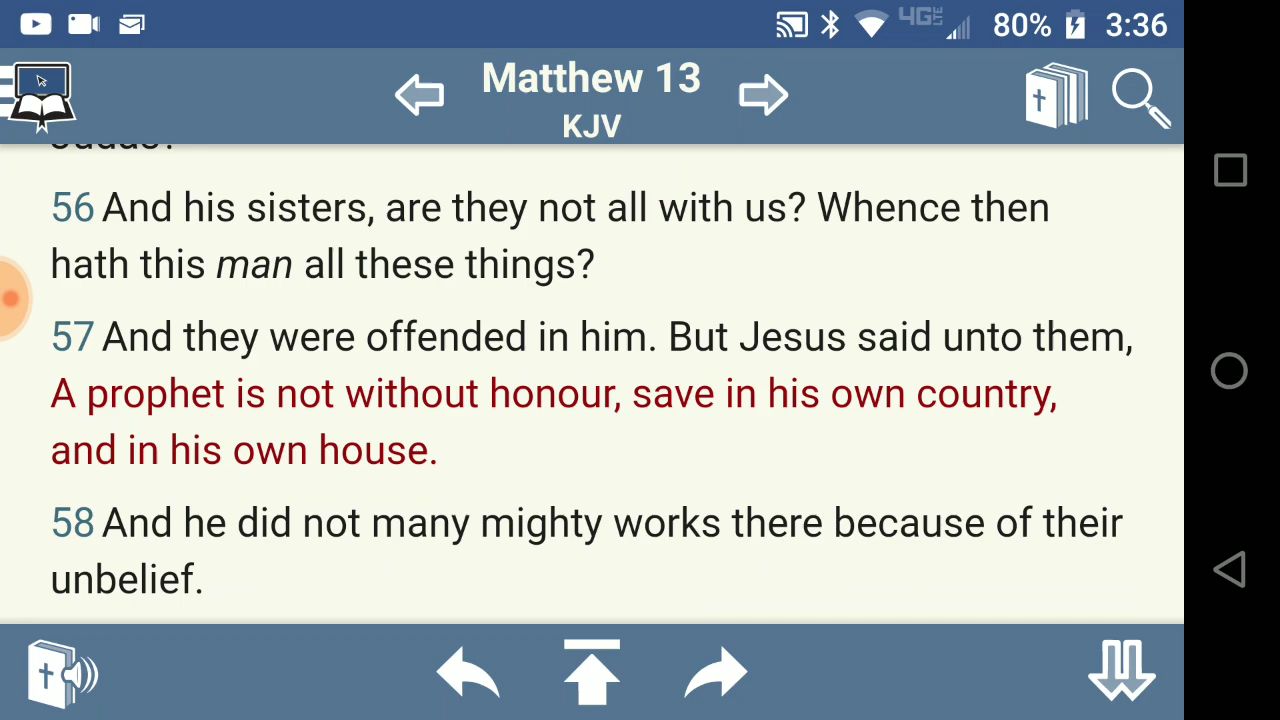 4G LTE 80% 3:36
Matthew 13
KJV
56 And his sisters, are they not all with us? Whence then
hath this man all these things?
57 And they were offended in him. But Jesus said unto them,
A prophet is not without honour, save in his own country,
and in his own house.
58 And he did not many mighty works there because of their
unbelief.